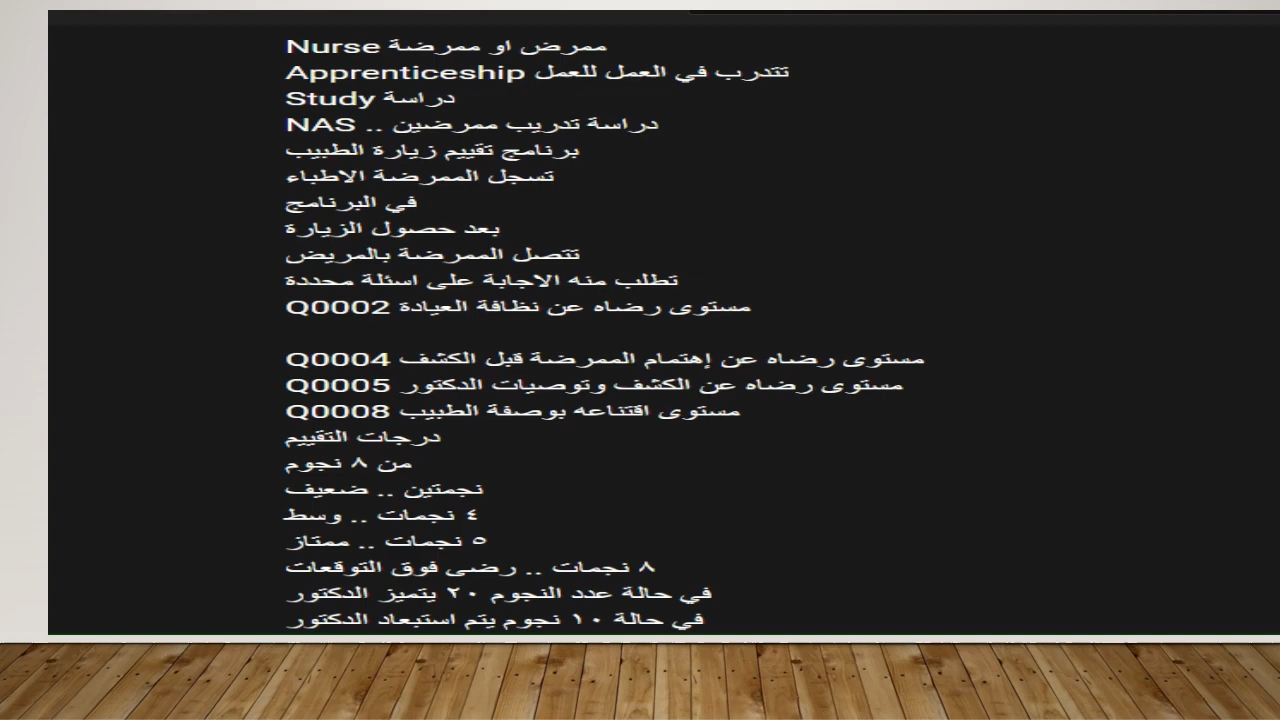 Nurse ممرض او ممرضة
Apprenticeship تتدرب في العمل للعمل
Study دراسة
NAS .. دراسة تدريب ممرضين
برنامج تقييم زيارة الطبيب
تسجل الممرضة الاطباء
في البرنامج
بعد حصول الزيارة
تتصل الممرضة بالمريض
تطلب منه الاجابة على اسئلة محددة
Q0002 مستوى رضاه عن نظافة العيادة
Q0004 مستوى رضاه عن إهتمام الممرضة قبل الكشف
Q0005 مستوى رضاه عن الكشف وتوصيات الدكتور
Q0008 مستوى اقتناعه بوصفة الطبيب
درجات التقييم
من ٨ نجوم
نجمتين .. ضعيف
٤ نجمات .. وسط
٥ نجمات .. ممتاز
٨ نجمات .. رضى فوق التوقعات
في حالة عدد النجوم ٢٠ يتميز الدكتور
في حالة ١٠ نجوم يتم استبعاد الدكتور